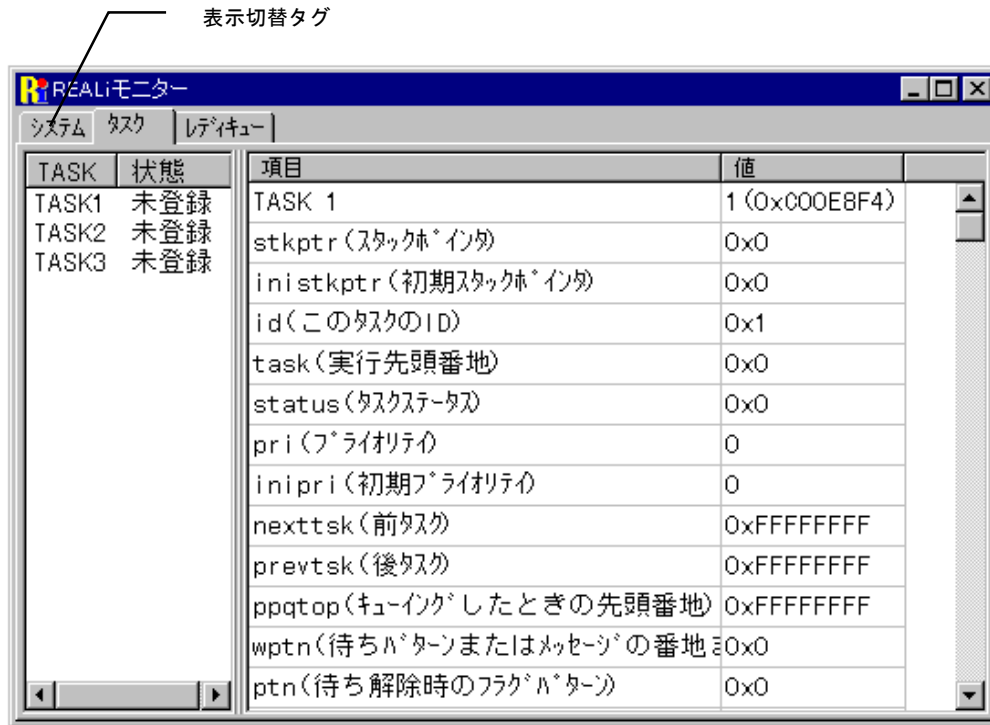 表示切替タグ
REALiモニター
システム タスク レディキュー
TASK 状態
TASK1 未登録
TASK2 未登録
TASK3 未登録
項目 値
TASK 1 1(0xC00E8F4)
stkptr(スタックポインタ) 0x0
inistkptr(初期スタックポインタ) 0x0
id(このタスクのID) 0x1
task(実行先頭番地) 0x0
status(タスクステータス) 0x0
pri(プライオリティ) 0
inipri(初期プライオリティ) 0
nexttsk(前タスク) 0xFFFFFFFF
prevtsk(後タスク) 0xFFFFFFFF
ppqtop(キューイングしたときの先頭番地) 0xFFFFFFFF
wptn(待ちパターンまたはメッセージの番地 0x0
ptn(待ち解除時のフラグパターン) 0x0